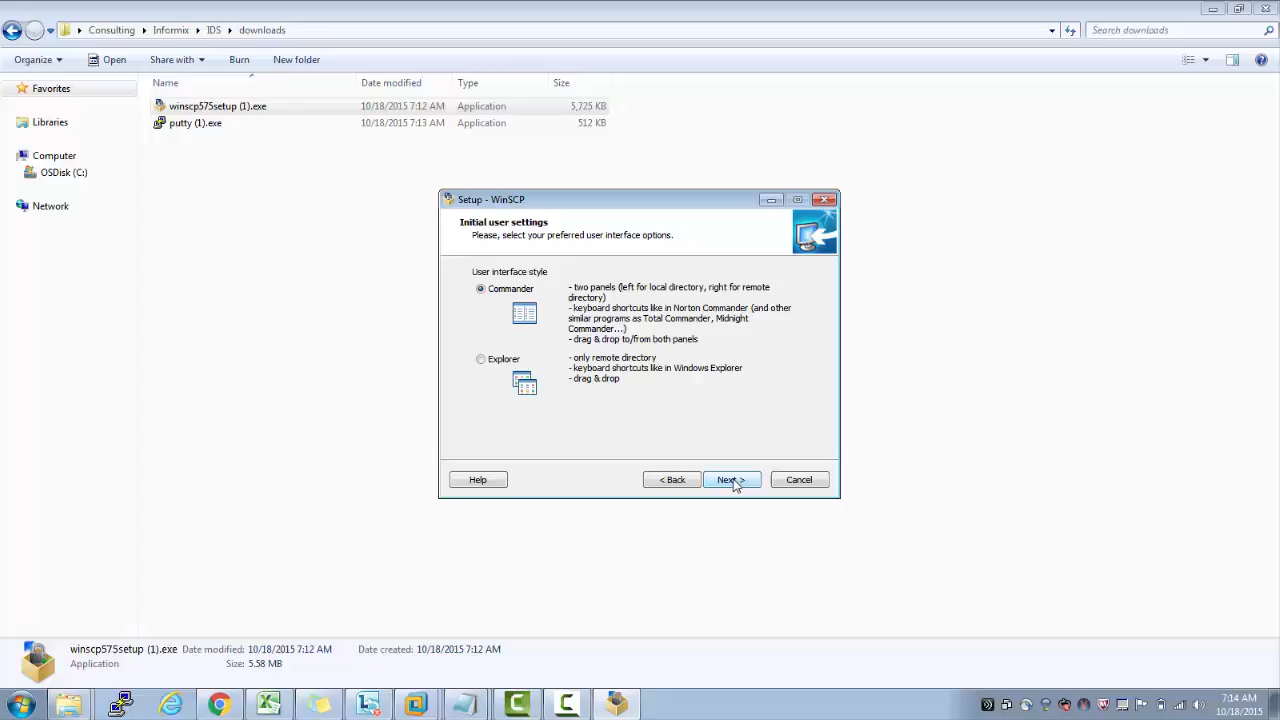 Consulting Informix IDS downloads
Search downloads
Organize Open Share with Burn New folder
Favorites
Libraries
Computer
OSDisk (C:)
Network
Name Date modified Type Size
winscp575setup (1).exe 10/18/2015 7:12 AM Application 5,725 KB
putty (1).exe 10/18/2015 7:13 AM Application 512 KB
Setup - WinSCP
Initial user settings
Please, select your preferred user interface options.
User interface style
Commander
- two panels (left for local directory, right for remote
directory)
- keyboard shortcuts like in Norton Commander (and other
similar programs as Total Commander, Midnight
Commander...)
- drag & drop to/from both panels
Explorer
- only remote directory
- keyboard shortcuts like in Windows Explorer
- drag & drop
Help < Back Next > Cancel
winscp575setup (1).exe Date modified: 10/18/2015 7:12 AM Date created: 10/18/2015 7:12 AM
Application Size: 5.58 MB
7:14 AM
10/18/2015